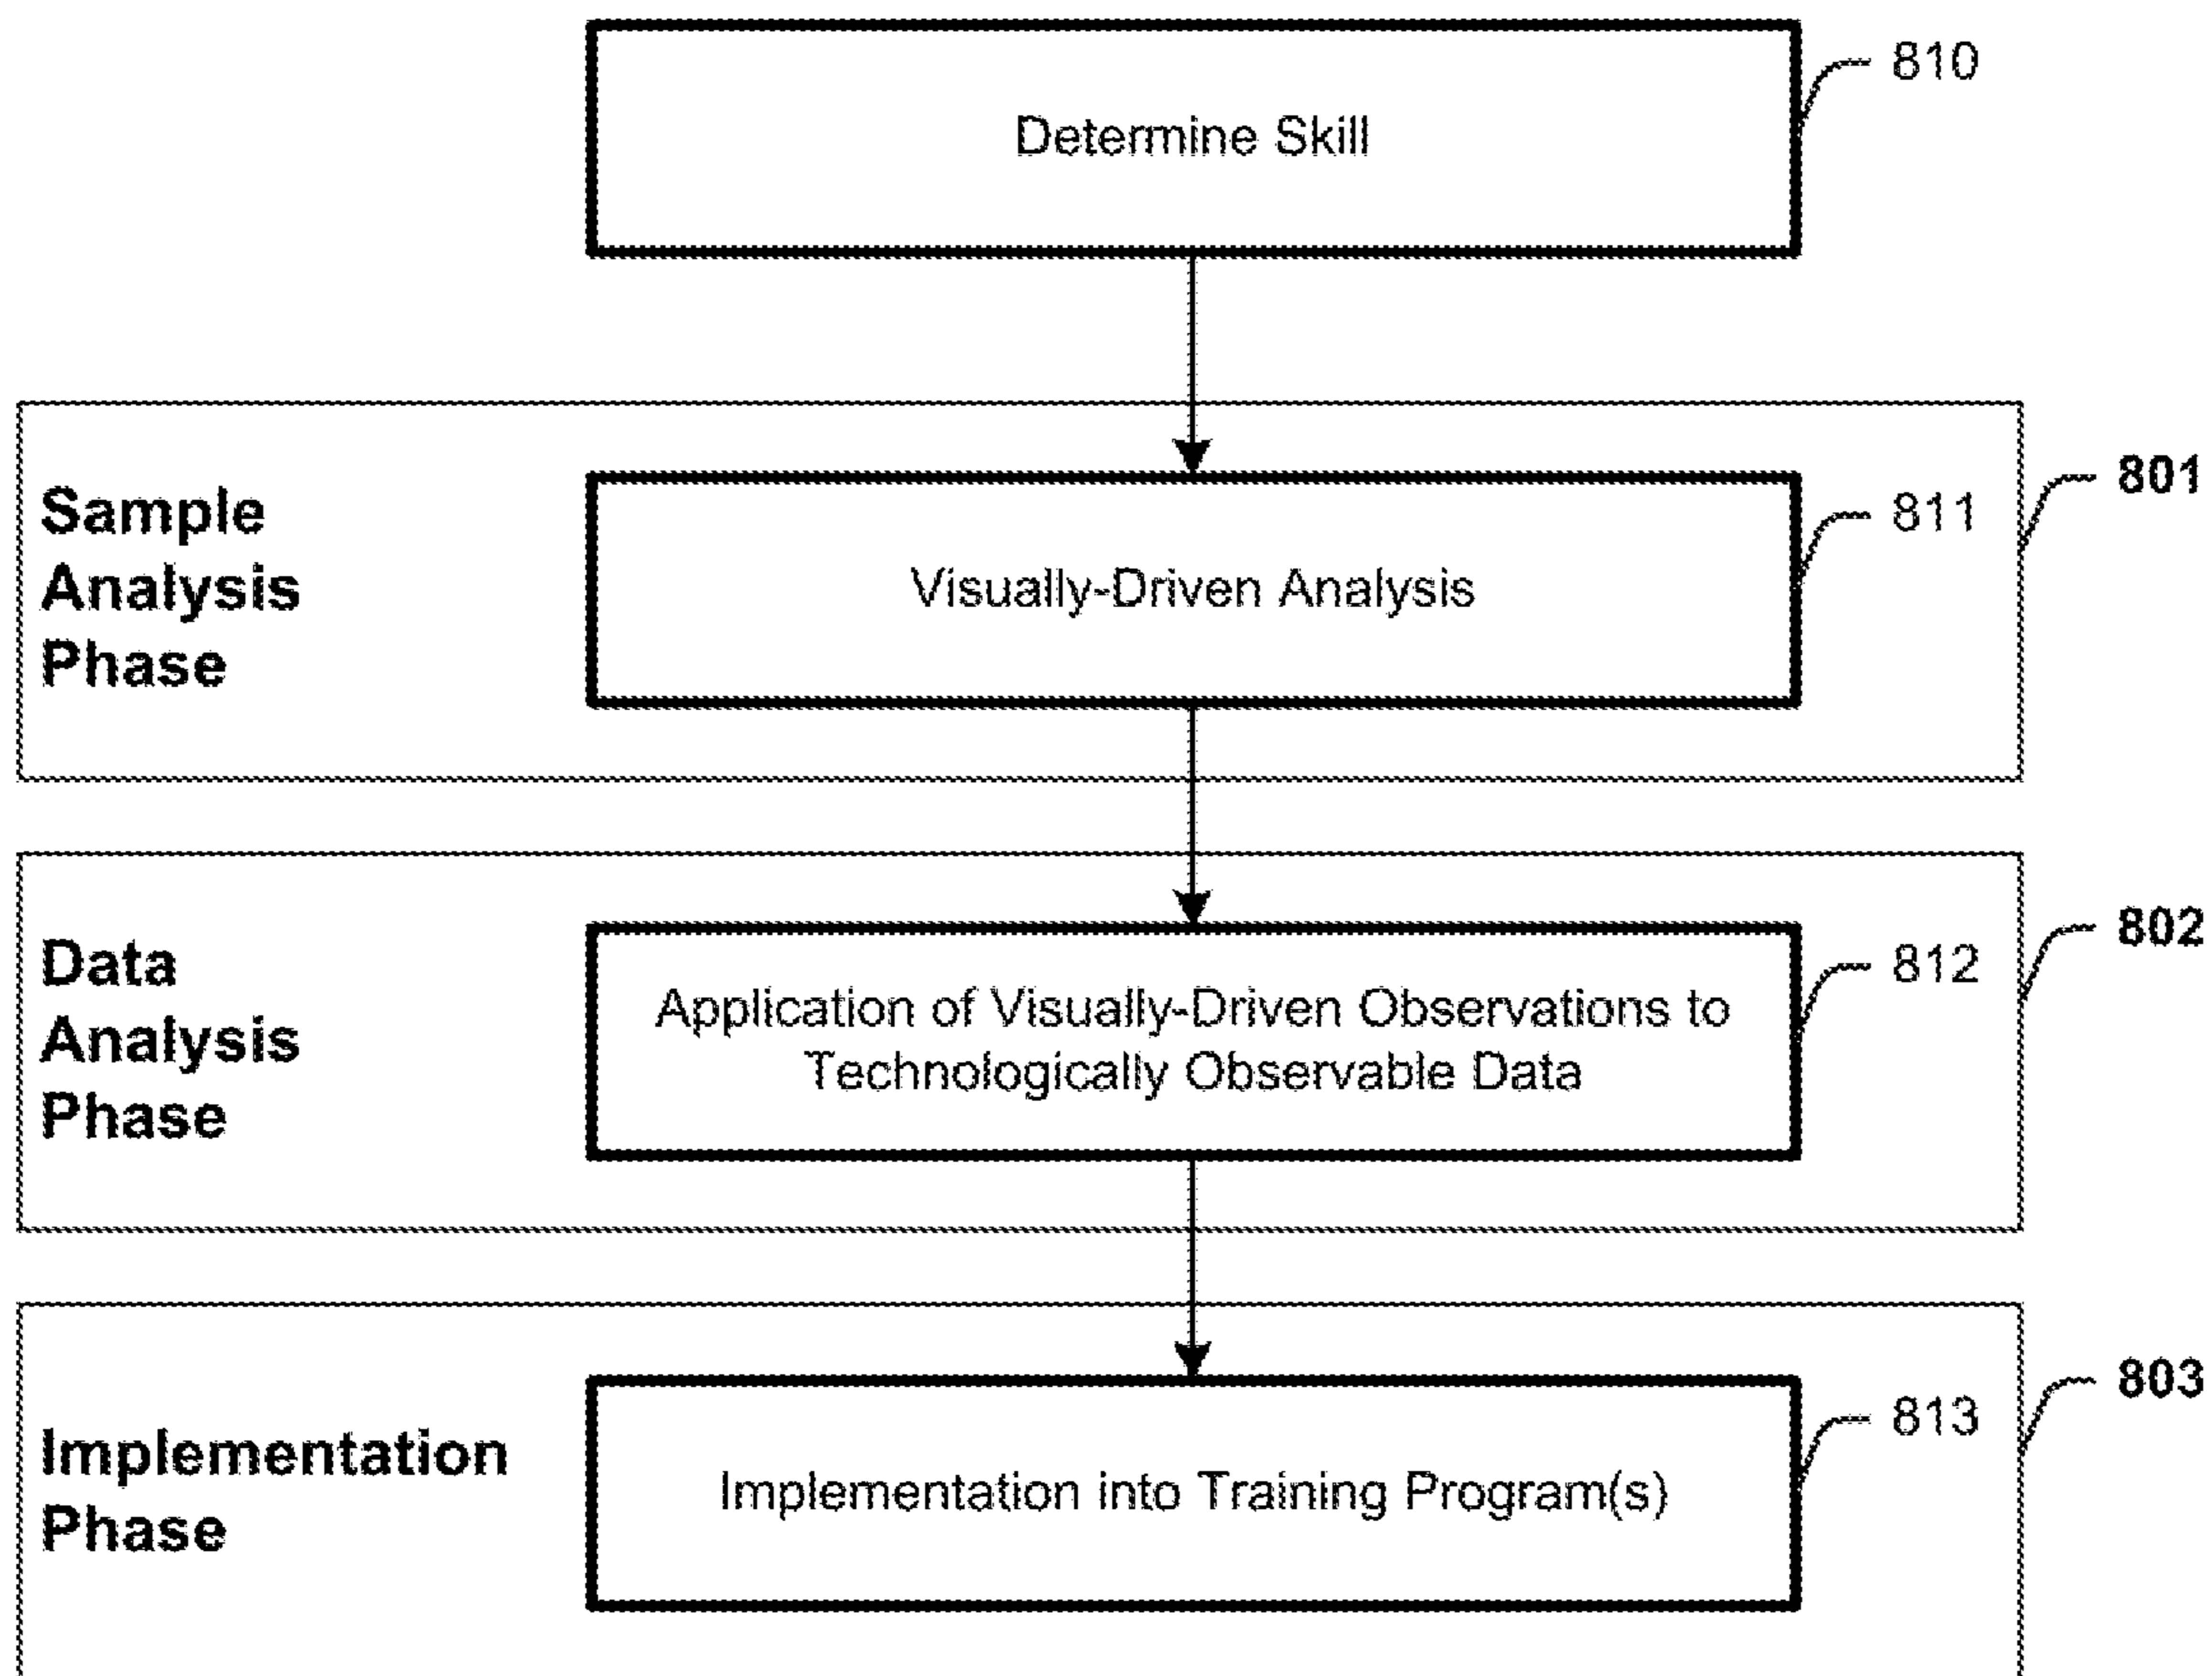 810
Determine Skill
801
Sample
Analysis
Phase
811
Visually-Driven Analysis
802
Data
Analysis
Phase
812
Application of Visually-Driven Observations to
Technologically Observable Data
803
Implementation
Phase
813
Implementation into Training Program(s)